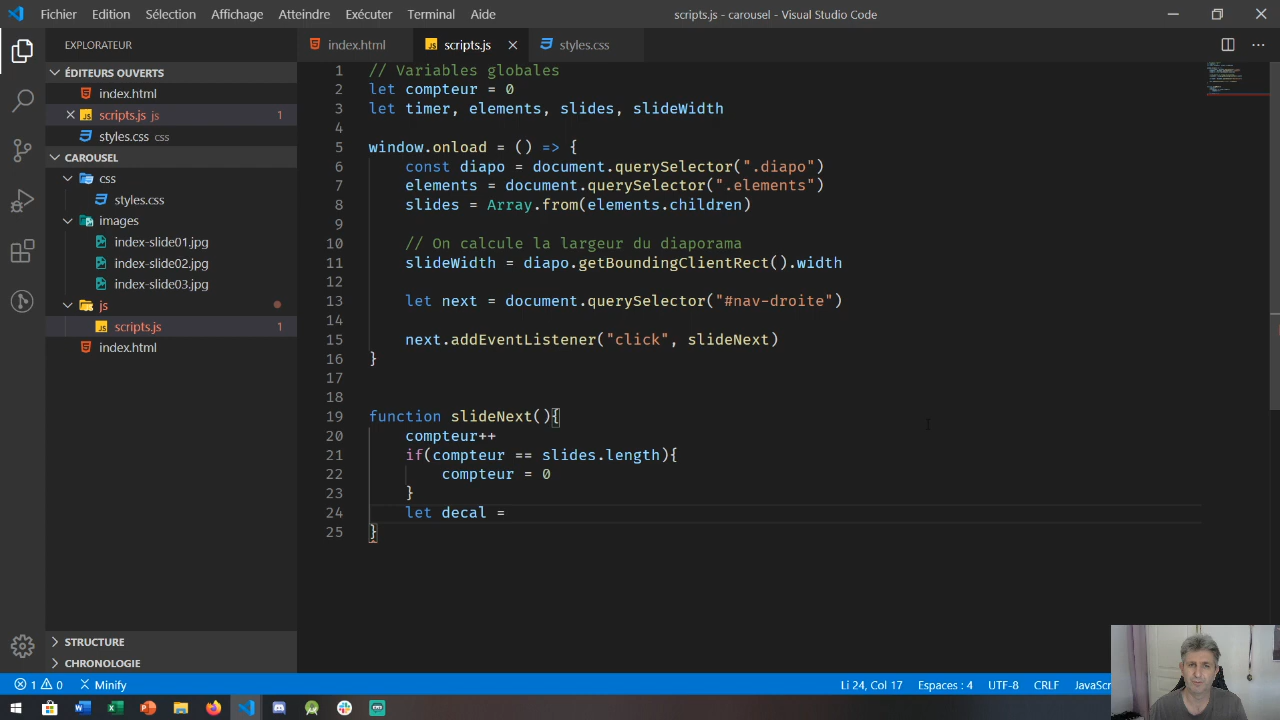 Fichier Edition Sélection Affichage Atteindre Exécuter Terminal Aide scripts.js - carousel - Visual Studio Code
EXPLORATEUR
ÉDITEURS OUVERTS
index.html
scripts.js js 1
styles.css css
CAROUSEL
css
styles.css
images
index-slide01.jpg
index-slide02.jpg
index-slide03.jpg
js
scripts.js 1
index.html
STRUCTURE
CHRONOLOGIE
index.html scripts.js styles.css
1 // Variables globales
2 let compteur = 0
3 let timer, elements, slides, slideWidth
4
5 window.onload = () => {
6 const diapo = document.querySelector(".diapo")
7 elements = document.querySelector(".elements")
8 slides = Array.from(elements.children)
9
10 // On calcule la largeur du diaporama
11 slideWidth = diapo.getBoundingClientRect().width
12
13 let next = document.querySelector("#nav-droite")
14
15 next.addEventListener("click", slideNext)
16 }
17
18
19 function slideNext(){
20 compteur++
21 if(compteur == slides.length){
22 compteur = 0
23 }
24 let decal =
25 }
1 0 Minify Li 24, Col 17 Espaces : 4 UTF-8 CRLF JavaScr